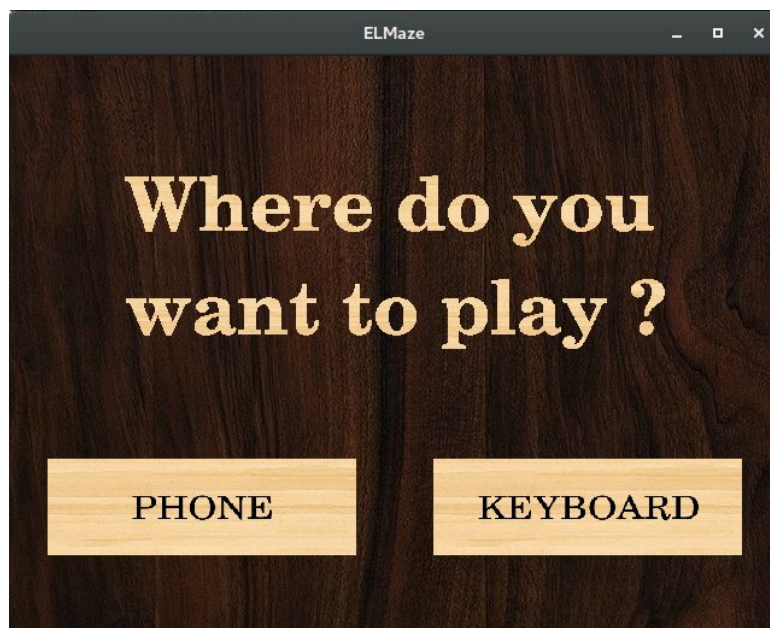 ELMaze
Where do you
want to play ?
PHONE
KEYBOARD